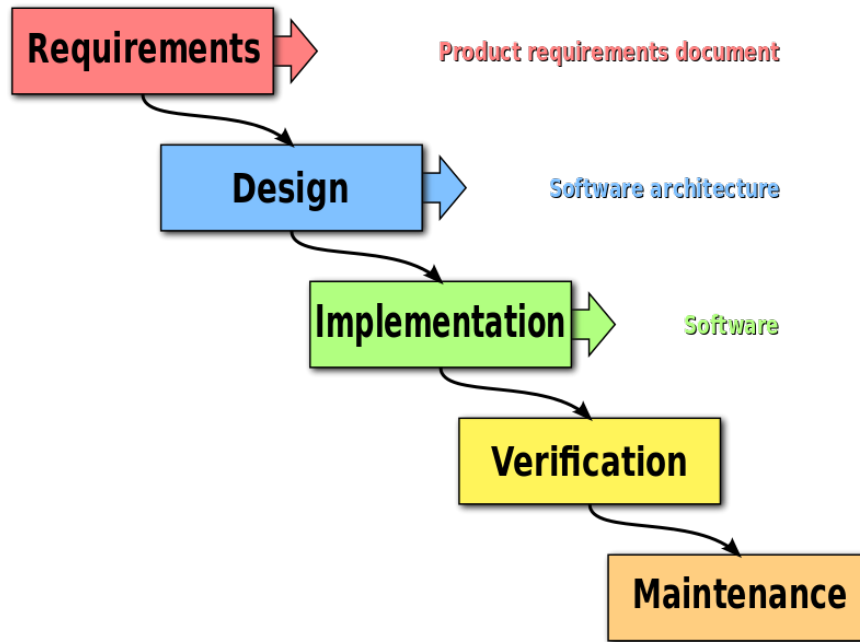 Requirements
Product requirements document
Design
Software architecture
Implementation
Software
Verification
Maintenance